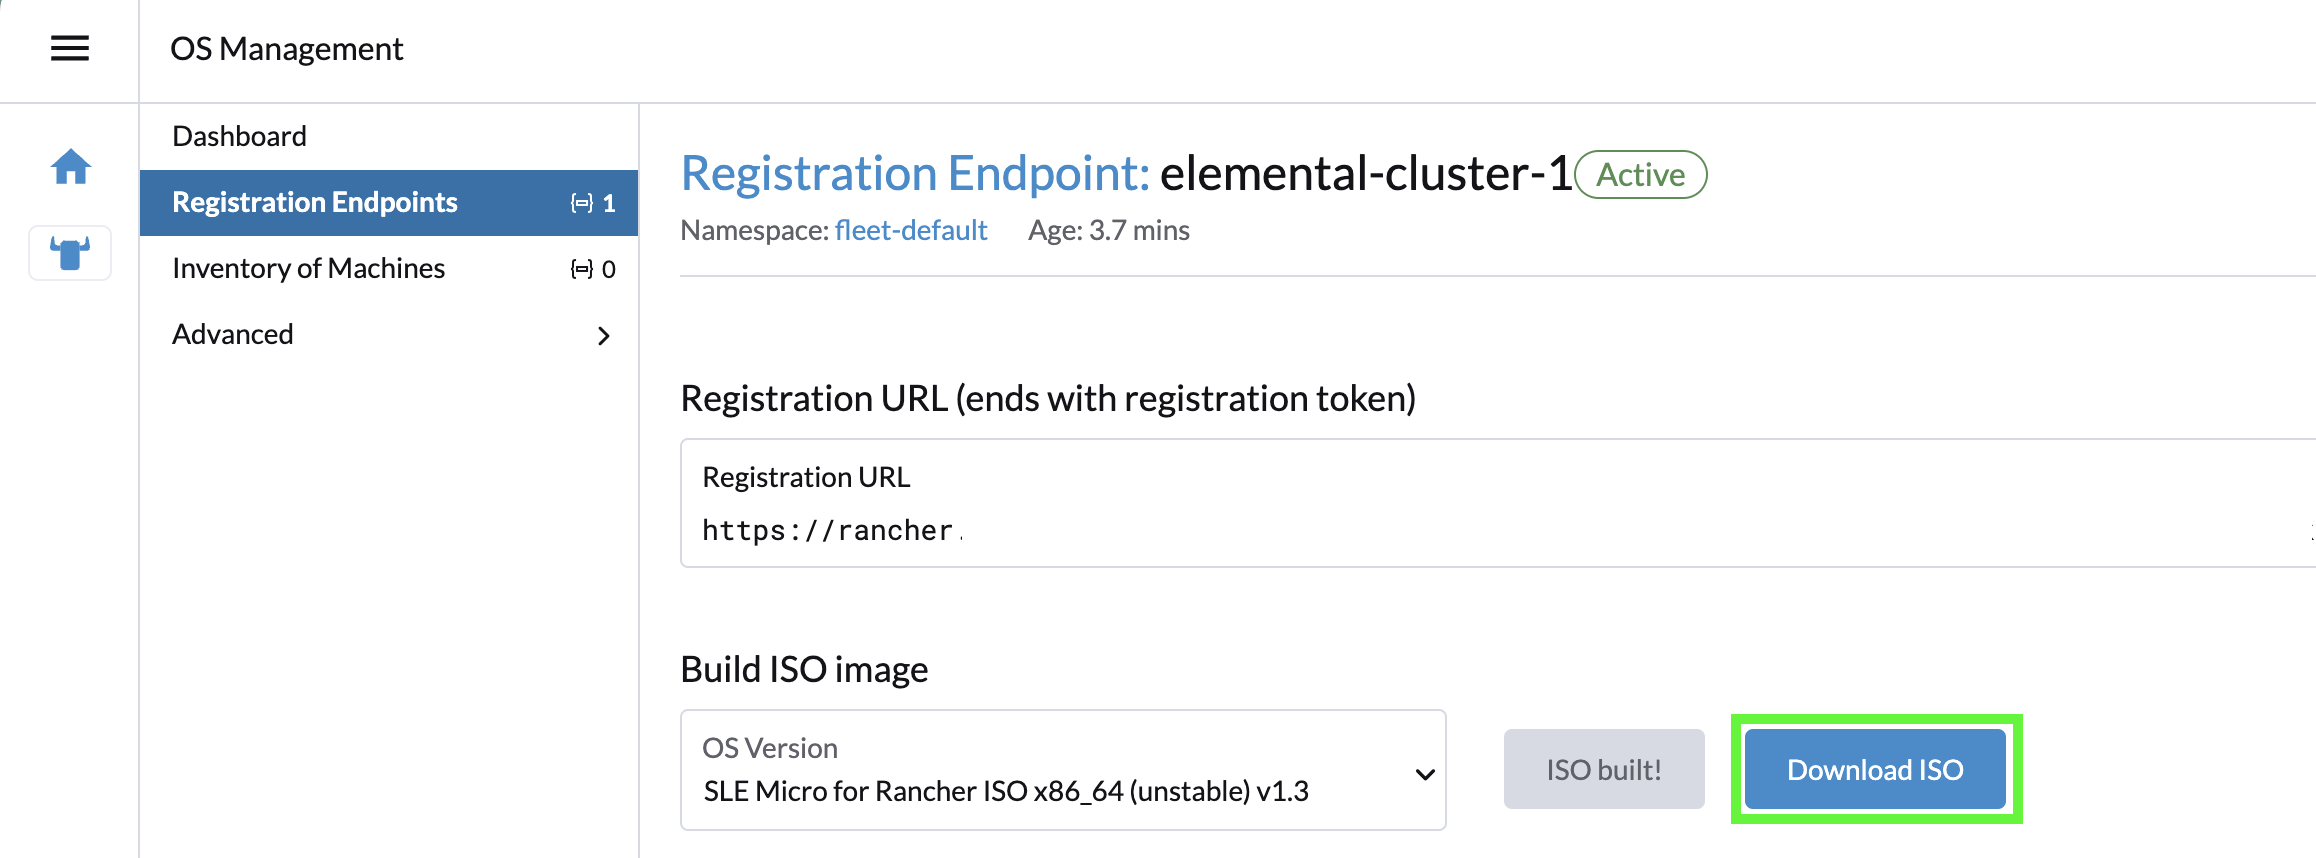 OS Management
Dashboard
Registration Endpoints 1
Inventory of Machines 0
Advanced
Registration Endpoint: elemental-cluster-1 Active
Namespace: fleet-default Age: 3.7 mins
Registration URL (ends with registration token)
Registration URL
https://rancher.
Build ISO image
OS Version
SLE Micro for Rancher ISO x86_64 (unstable) v1.3
ISO built!
Download ISO